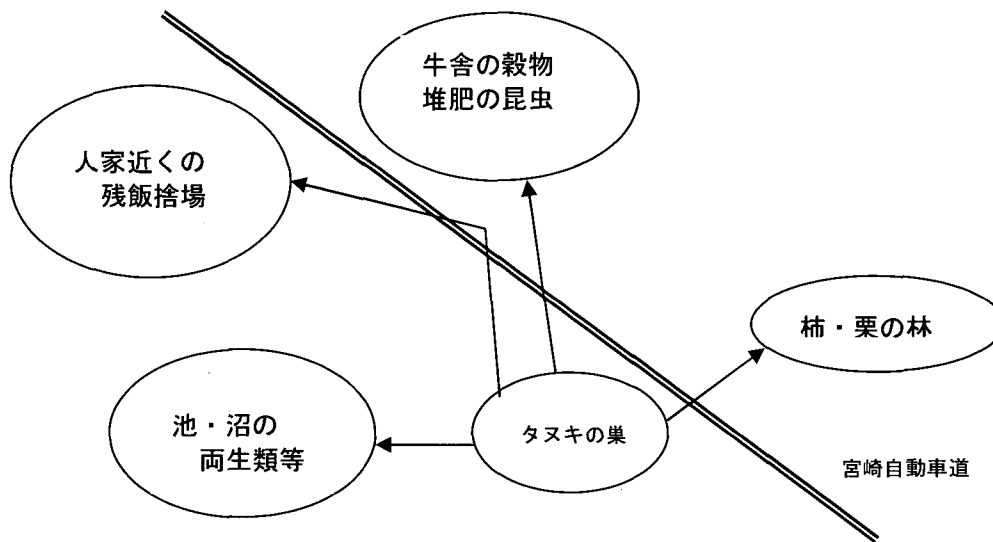 牛舎の穀物
堆肥の昆虫
人家近くの
残飯捨場
柿・栗の林
池・沼の
両生類等
タヌキの巣
宮崎自動車道